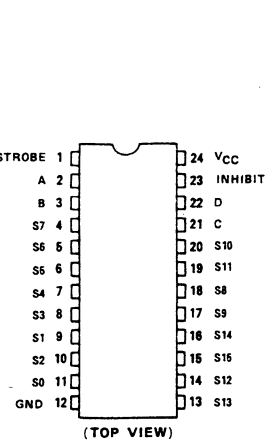 STROBE 1 24 VCC
A 2 23 INHIBIT
B 3 22 D
S7 4 21 C
S6 5 20 S10
S5 6 19 S11
S4 7 18 S8
S3 8 17 S9
S1 9 16 S14
S2 10 15 S15
S0 11 14 S12
GND 12 13 S13
(TOP VIEW)